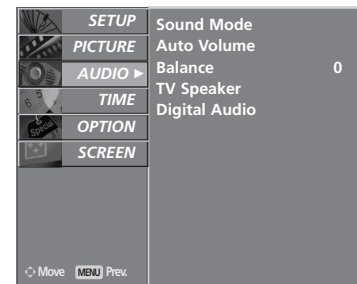 SETUP
PICTURE
AUDIO ►
TIME
OPTION
SCREEN
Sound Mode
Auto Volume
Balance 0
TV Speaker
Digital Audio
Special
Move MENU Prev.